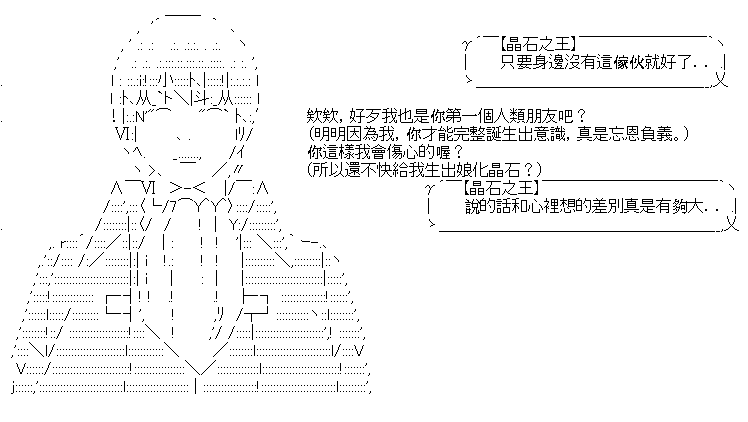 【晶石之王】
只要身邊沒有這傢伙就好了．．
欸欸，好歹我也是你第一個人類朋友吧？
(明明因為我，你才能完整誕生出意識，真是忘恩負義。)
你這樣我會傷心的喔？
(所以還不快給我生出娘化晶石？)
【晶石之王】
說的話和心裡想的差別真是有夠大．．